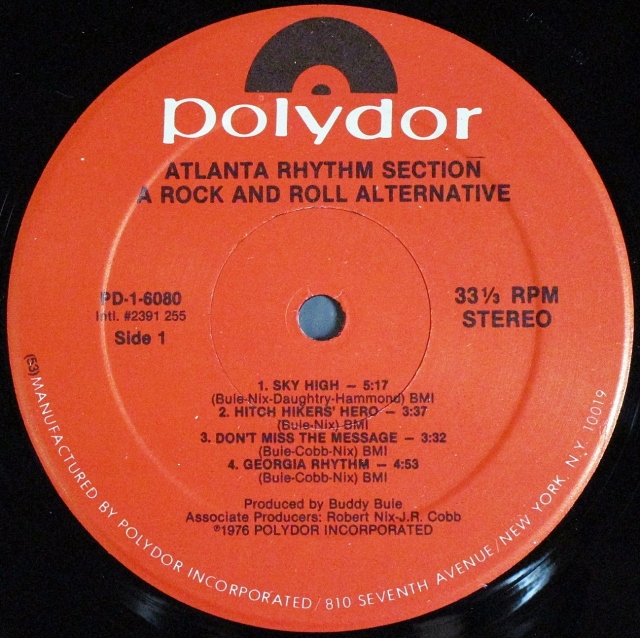 polydor
ATLANTA RHYTHM SECTION
A ROCK AND ROLL ALTERNATIVE
PD-1-6080
Intl. #2391 255
Side 1
33 1/3 RPM
STEREO
1. SKY HIGH — 5:17
(Buie-Nix-Daughtry-Hammond) BMI
2. HITCH HIKERS' HERO — 3:37
(Buie-Nix) BMI
3. DON'T MISS THE MESSAGE — 3:32
(Buie-Cobb-Nix) BMI
4. GEORGIA RHYTHM — 4:53
(Buie-Cobb-Nix) BMI
Produced by Buddy Buie
Associate Producers: Robert Nix-J.R. Cobb
℗1976 POLYDOR INCORPORATED
(53) MANUFACTURED BY POLYDOR INCORPORATED/810 SEVENTH AVENUE/NEW YORK, N.Y. 10019